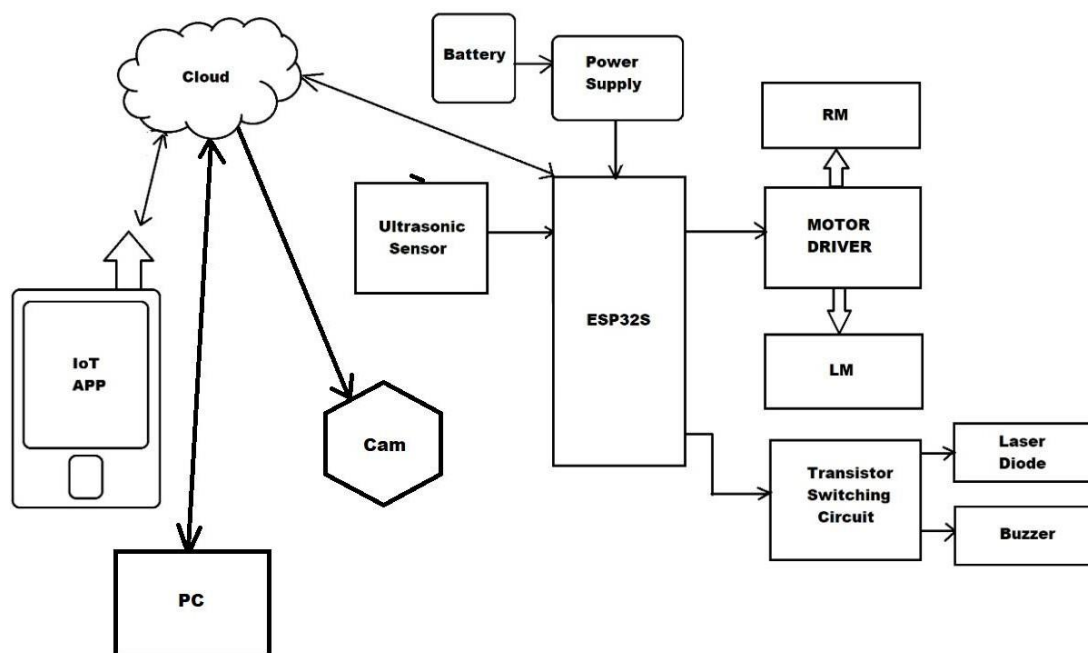 Cloud
Battery
Power
Supply
RM
Ultrasonic
Sensor
MOTOR
DRIVER
ESP32S
IoT
APP
LM
Cam
Laser
Diode
Transistor
Switching
Circuit
Buzzer
PC